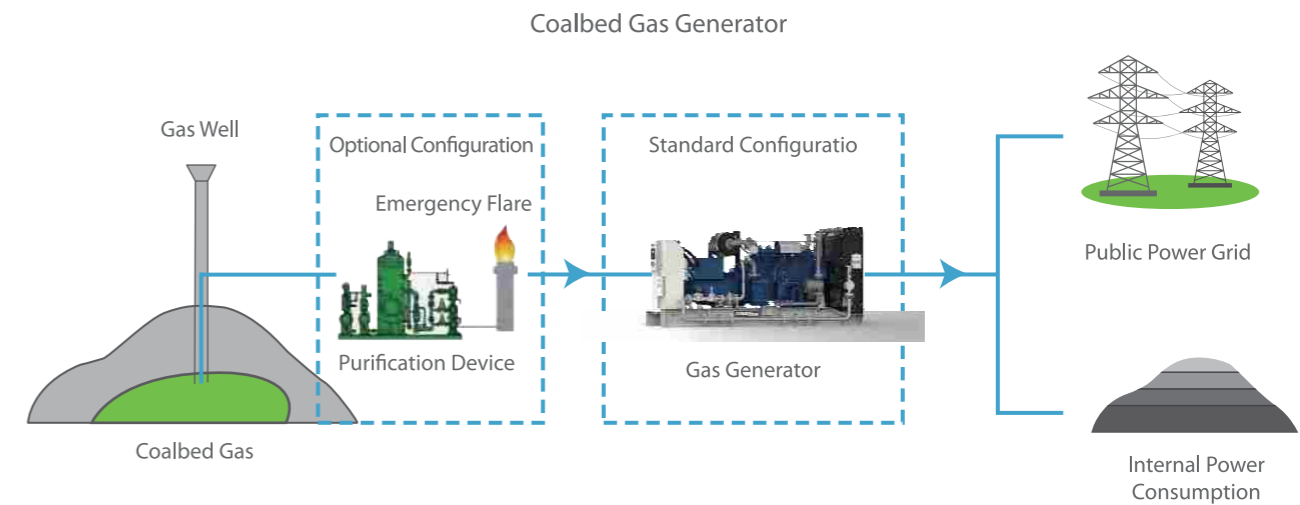 Coalbed Gas Generator
Gas Well
Optional Configuration
Standard Configuratio
Emergency Flare
Public Power Grid
Purification Device
Gas Generator
Coalbed Gas
Internal Power
Consumption